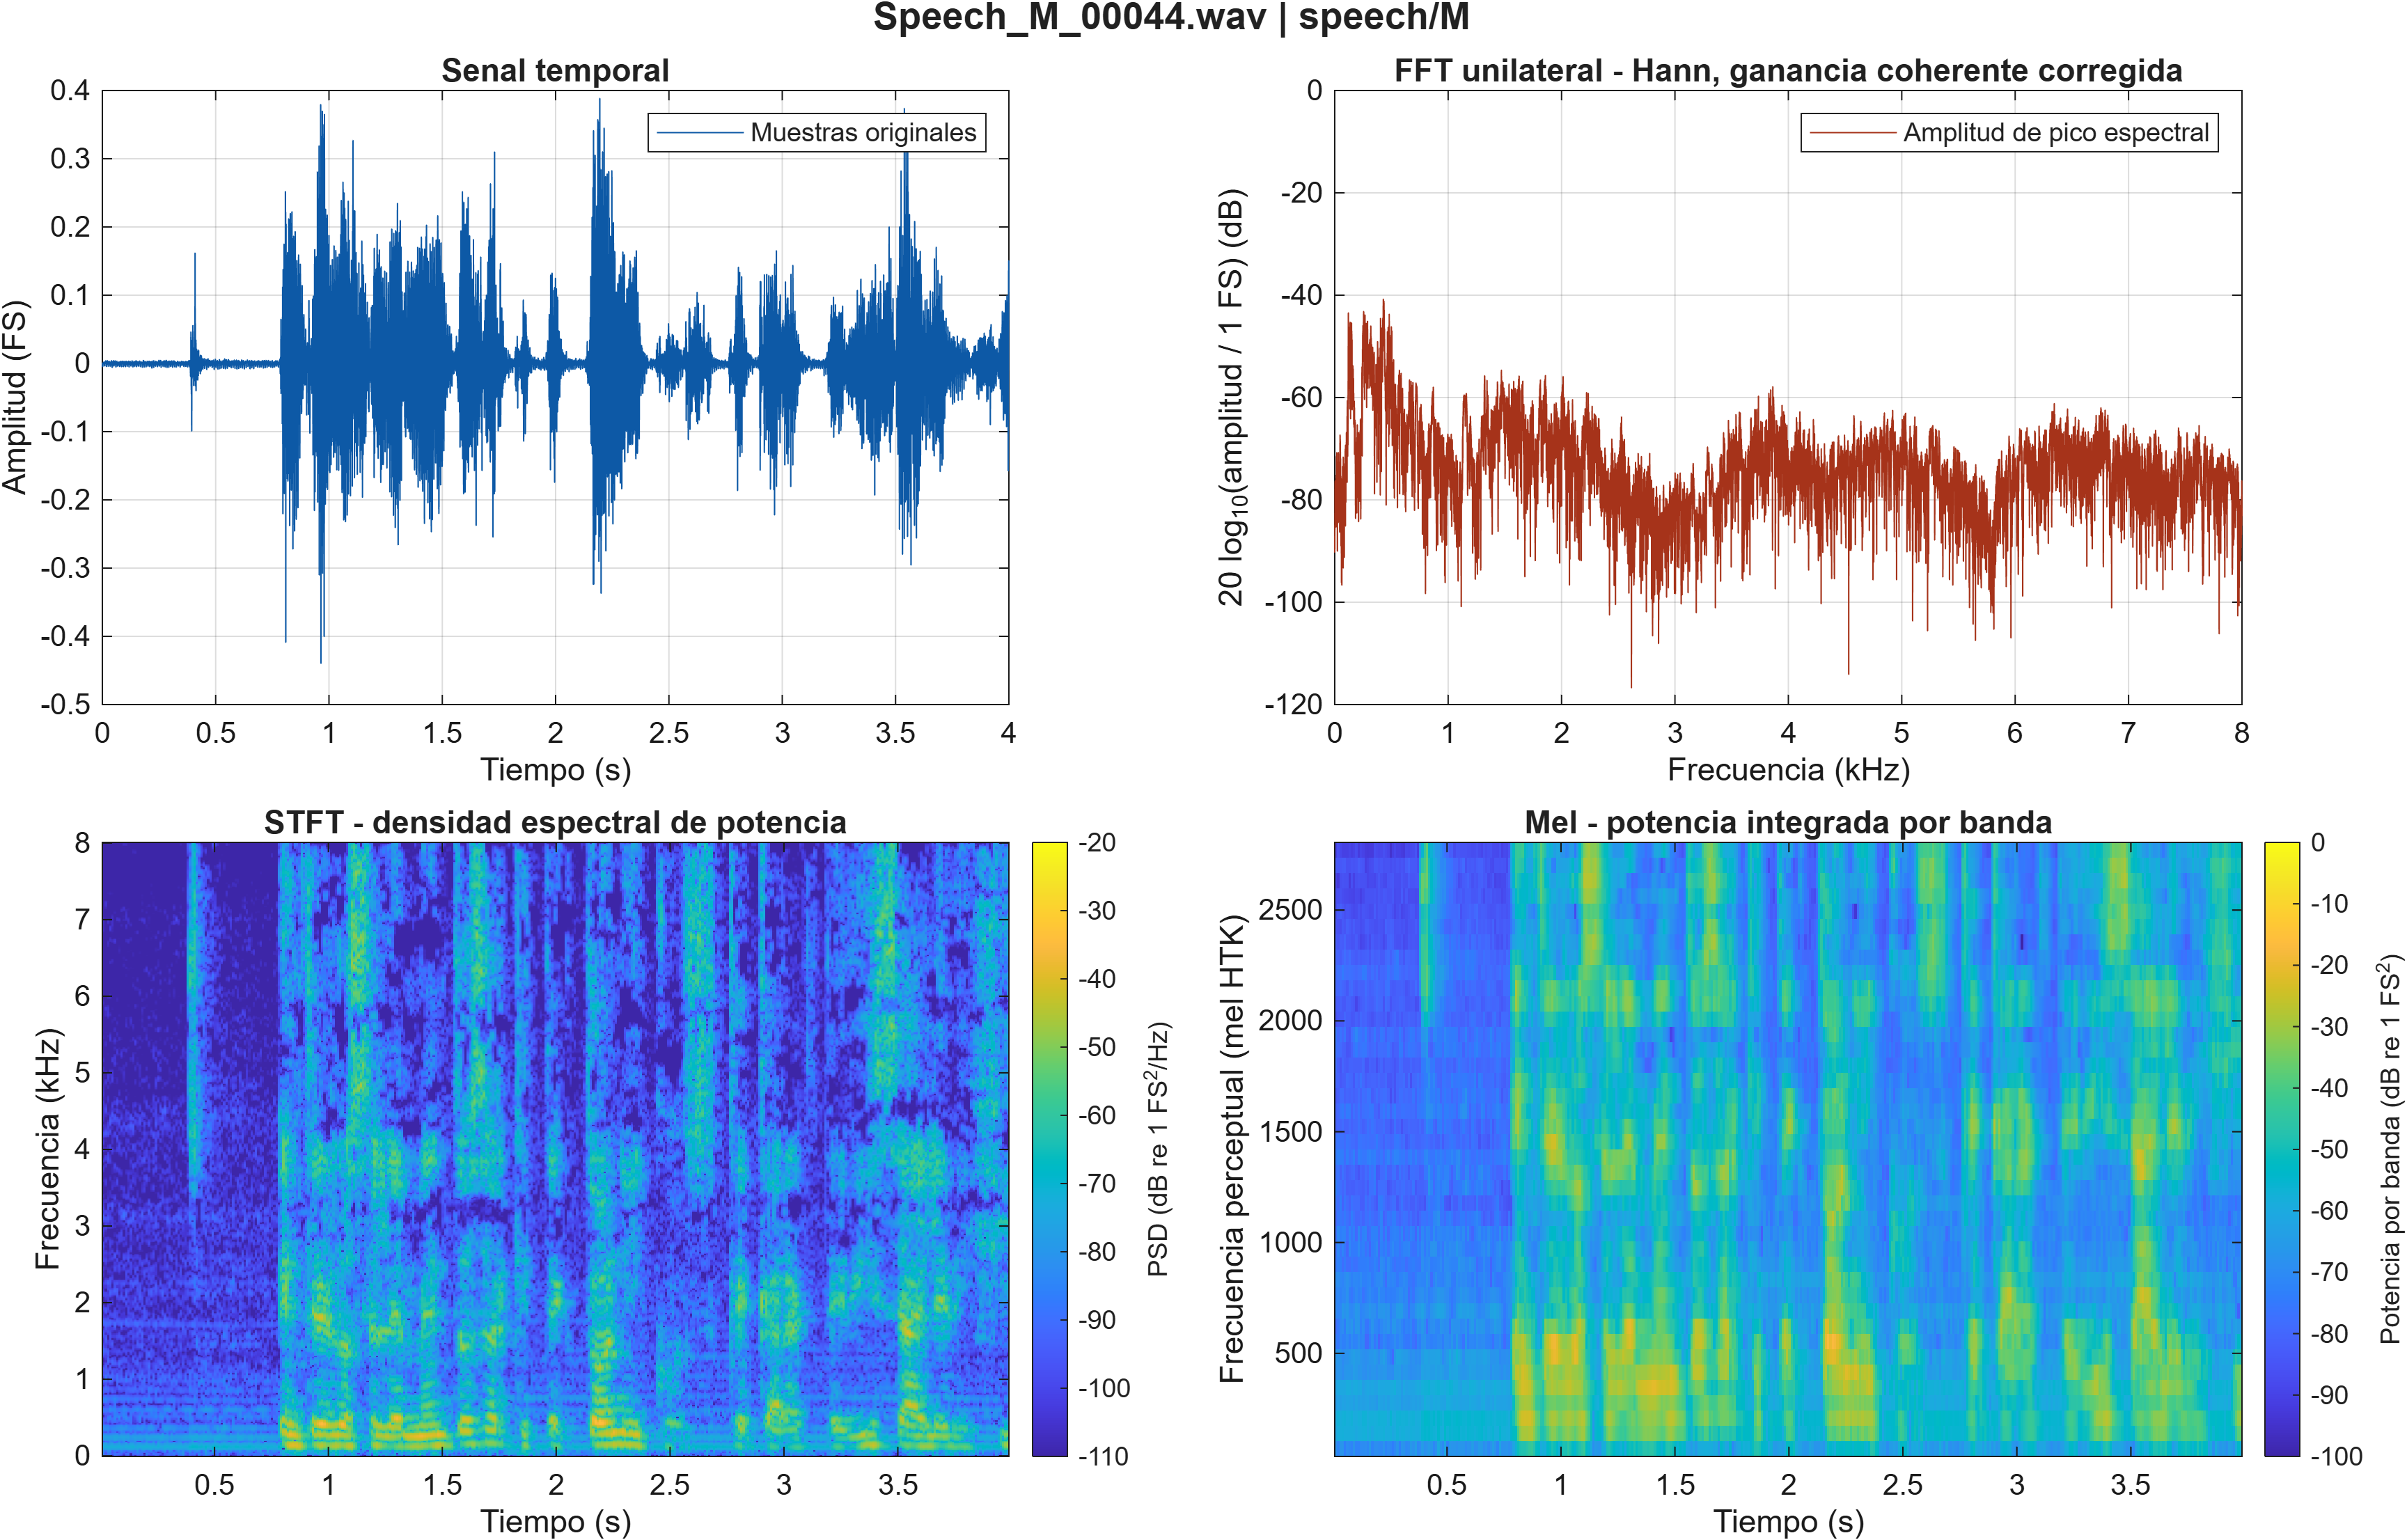 Speech_M_00044.wav | speech/M
Senal temporal
0.4
0.3
0.2
0.1
0
-0.1
-0.2
-0.3
-0.4
-0.5
Amplitud (FS)
Muestras originales
0 0.5 1 1.5 2 2.5 3 3.5 4
Tiempo (s)
FFT unilateral - Hann, ganancia coherente corregida
0
-20
-40
-60
-80
-100
-120
20 log10(amplitud / 1 FS) (dB)
Amplitud de pico espectral
0 1 2 3 4 5 6 7 8
Frecuencia (kHz)
STFT - densidad espectral de potencia
8
7
6
5
4
3
2
1
0
Frecuencia (kHz)
0.5 1 1.5 2 2.5 3 3.5
Tiempo (s)
-20
-30
-40
-50
-60
-70
-80
-90
-100
-110
PSD (dB re 1 FS²/Hz)
Mel - potencia integrada por banda
2500
2000
1500
1000
500
Frecuencia perceptual (mel HTK)
0.5 1 1.5 2 2.5 3 3.5
Tiempo (s)
0
-10
-20
-30
-40
-50
-60
-70
-80
-90
-100
Potencia por banda (dB re 1 FS²)